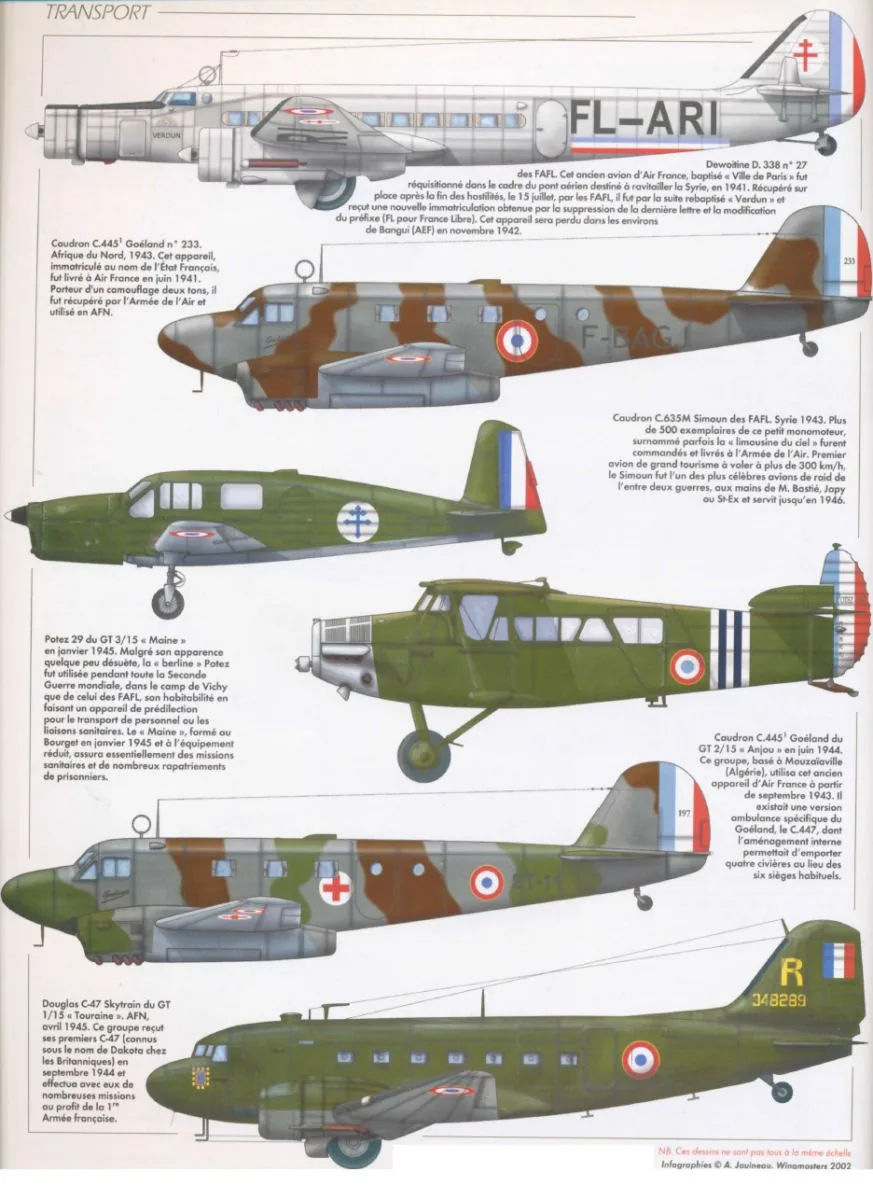 TRANSPORT
VERDUN
FL-ARI
Dewoitine D. 338 n° 27
des FAFL. Cet ancien avion d'Air France, baptisé « Ville de Paris » fut
réquisitionné dans le cadre du pont aérien destiné à ravitailler la Syrie, en 1941. Récupéré sur
place après la fin des hostilités, le 15 juillet, par les FAFL, il fut par la suite rebaptisé « Verdun » et
reçut une nouvelle immatriculation obtenue par la suppression de la dernière lettre et la modification
du préfixe (FL pour France Libre). Cet appareil sera perdu dans les environs
de Bangui (AEF) en novembre 1942.
Caudron C.445¹ Goéland n° 233.
Afrique du Nord, 1943. Cet appareil,
immatriculé au nom de l'État Français,
fut livré à Air France en juin 1941.
Porteur d'un camouflage deux tons, il
fut récupéré par l'Armée de l'Air et
utilisé en AFN.
233
F-BAGJ
Caudron C.635M Simoun des FAFL. Syrie 1943. Plus
de 500 exemplaires de ce petit monomoteur,
surnommé parfois la « limousine du ciel » furent
commandés et livrés à l'Armée de l'Air. Premier
avion de grand tourisme à voler à plus de 300 km/h,
le Simoun fut l'un des plus célèbres avions de raid de
l'entre deux guerres, aux mains de M. Bastié, Japy
ou St-Ex et servit jusqu'en 1946.
Potez 29 du GT 3/15 « Maine »
en janvier 1945. Malgré son apparence
quelque peu désuète, la « berline » Potez
fut utilisée pendant toute la Seconde
Guerre mondiale, dans le camp de Vichy
que de celui des FAFL, son habitabilité en
faisant un appareil de prédilection
pour le transport de personnel ou les
liaisons sanitaires. Le « Maine », formé au
Bourget en janvier 1945 et à l'équipement
réduit, assura essentiellement des missions
sanitaires et de nombreux rapatriements
de prisonniers.
Caudron C.445¹ Goéland du
GT 2/15 « Anjou » en juin 1944.
Ce groupe, basé à Mouzaïaville
(Algérie), utilisa cet ancien
appareil d'Air France à partir
de septembre 1943. Il
existait une version
ambulance spécifique du
Goéland, le C.447, dont
l'aménagement interne
permettait d'emporter
quatre civières au lieu des
six sièges habituels.
197
Douglas C-47 Skytrain du GT
1/15 « Touraine ». AFN,
avril 1945. Ce groupe reçut
ses premiers C-47 (connus
sous le nom de Dakota chez
les Britanniques) en
septembre 1944 et
effectua avec eux de
nombreuses missions
au profit de la 1re
Armée française.
R
348289
NB. Ces dessins ne sont pas tous à la même échelle
Infographies © A. Jouineau. Wingmasters 2002